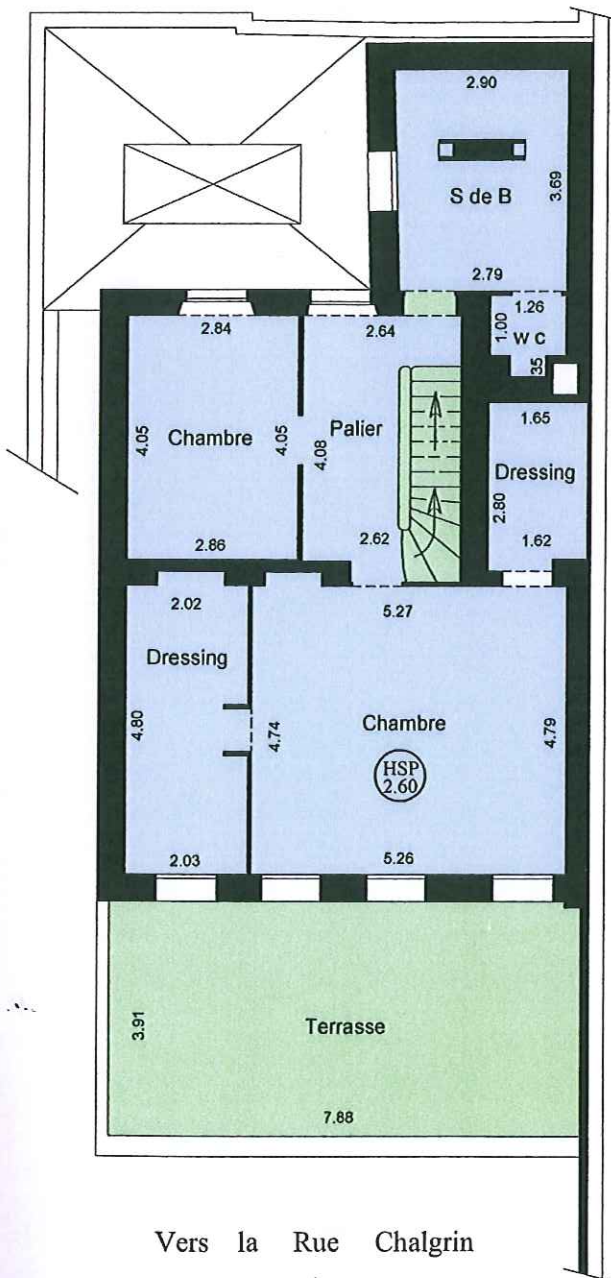 2.90
S de B
3.69
2.79
1.26
1.00
W C
35
2.84
2.64
4.05
Chambre
4.05
4.08
Palier
2.86
2.62
1.65
Dressing
2.80
1.62
2.02
Dressing
4.80
2.03
5.27
4.74
Chambre
4.79
HSP
2.60
5.26
3.91
Terrasse
7.88
Vers la Rue Chalgrin